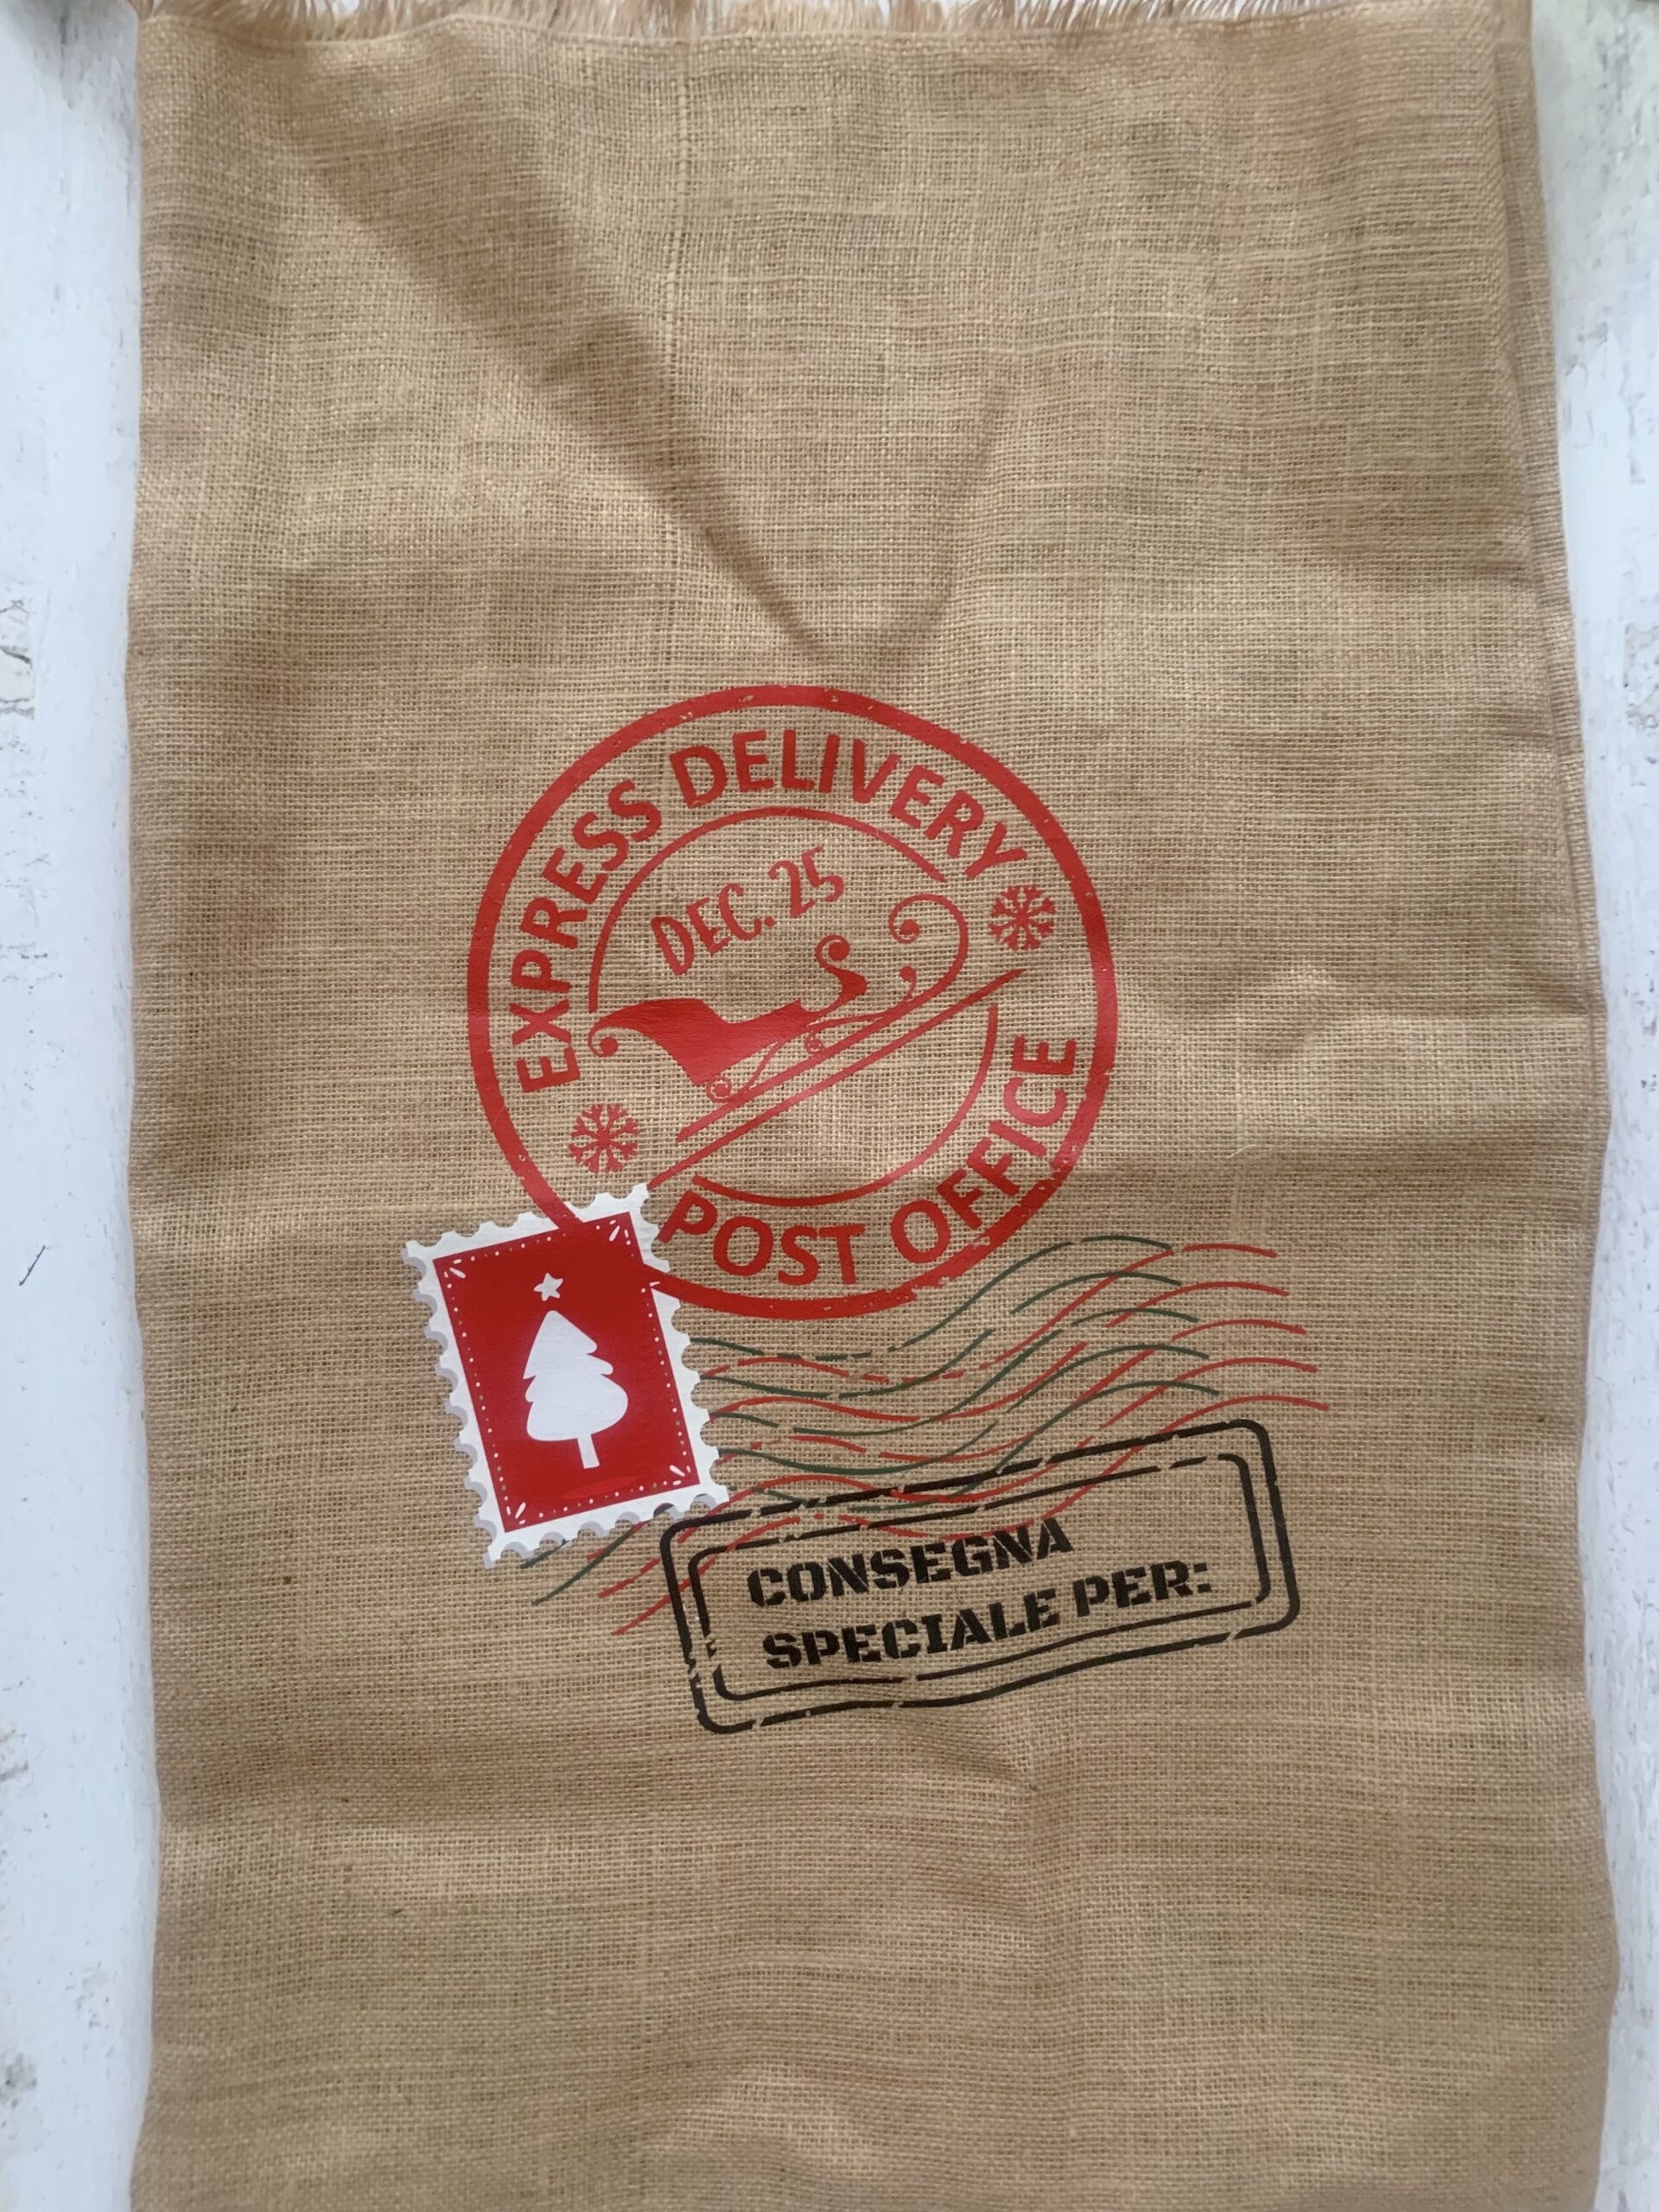 EXPRESS DELIVERY
DEC. 25
POST OFFICE
CONSEGNA
SPECIALE PER: